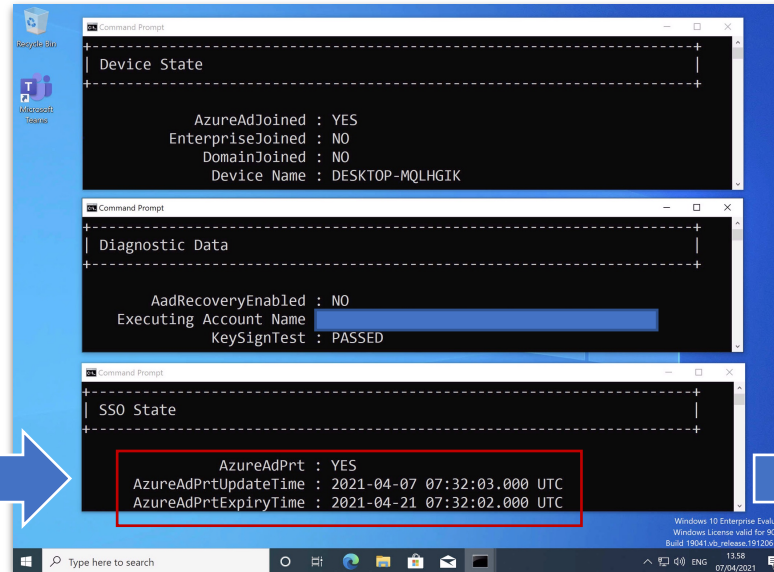 Recycle Bin
Microsoft
Teams
Command Prompt
Device State
AzureAdJoined : YES
EnterpriseJoined : NO
DomainJoined : NO
Device Name : DESKTOP-MQLHGIK
Command Prompt
Diagnostic Data
AadRecoveryEnabled : NO
Executing Account Name
KeySignTest : PASSED
Command Prompt
SSO State
AzureAdPrt : YES
AzureAdPrtUpdateTime : 2021-04-07 07:32:03.000 UTC
AzureAdPrtExpiryTime : 2021-04-21 07:32:02.000 UTC
Windows 10 Enterprise Evalu
Windows License valid for 90
Build 19041.vb_release.191206
Type here to search
ENG
13.58
07/04/2021